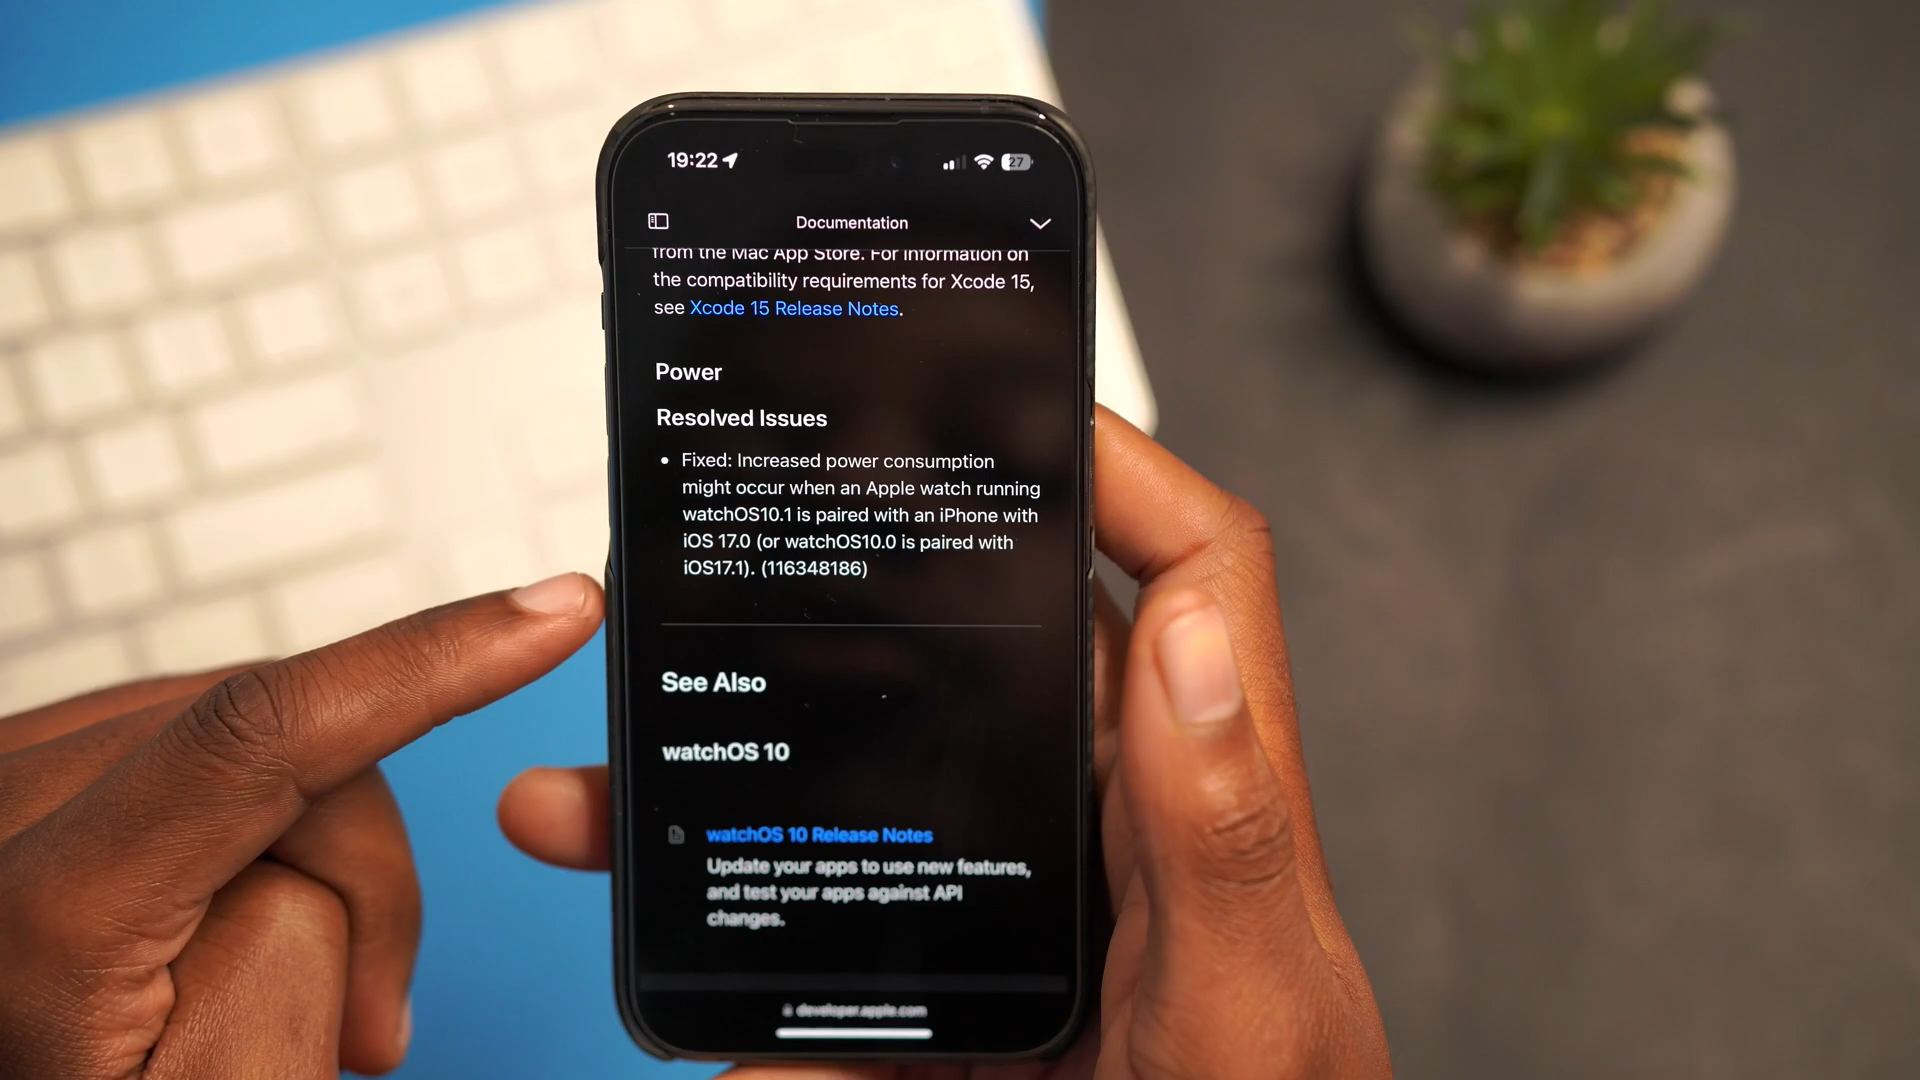 19:22
27
Documentation
from the Mac App Store. For information on
the compatibility requirements for Xcode 15,
see Xcode 15 Release Notes.
Power
Resolved Issues
• Fixed: Increased power consumption
might occur when an Apple watch running
watchOS10.1 is paired with an iPhone with
iOS 17.0 (or watchOS10.0 is paired with
iOS17.1). (116348186)
See Also
watchOS 10
watchOS 10 Release Notes
Update your apps to use new features,
and test your apps against API
changes.
developer.apple.com